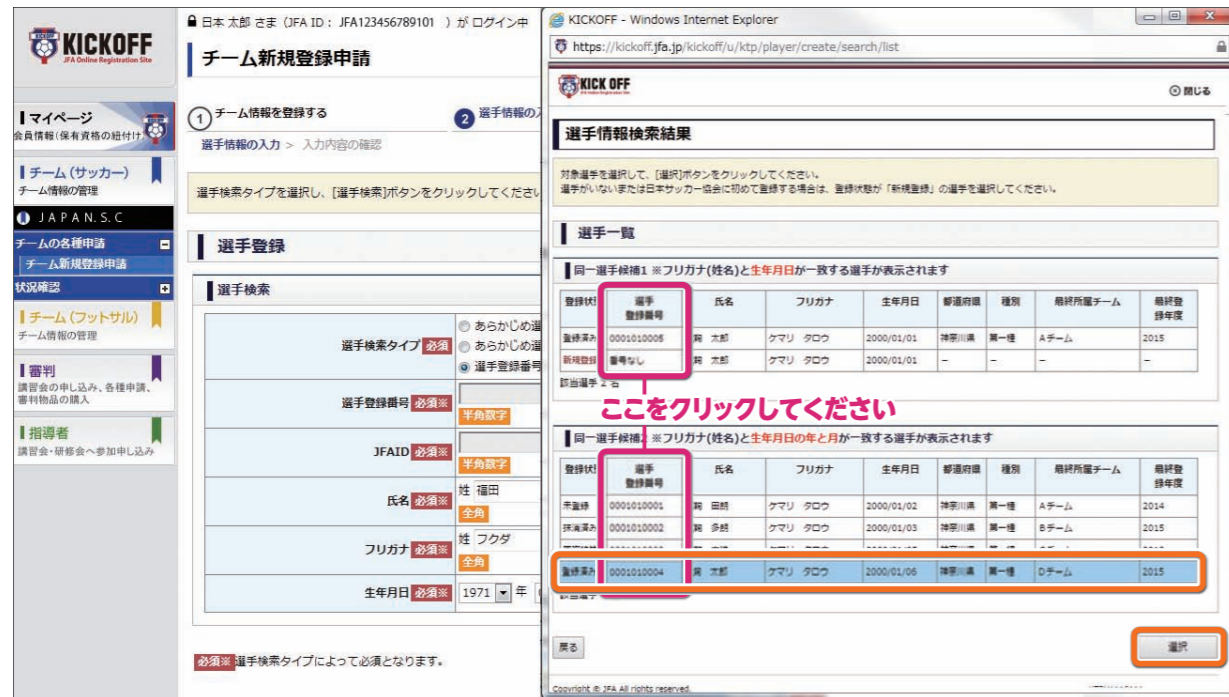 KICKOFF
JFA Online Registration Site
マイページ
会員情報(保有資格の紐付け)
チーム(サッカー)
チーム情報の管理
JAPAN.S.C
チームの各種申請
チーム新規登録申請
状況確認
チーム(フットサル)
チーム情報の管理
審判
講習会の申し込み、各種申請、
審判物品の購入
指導者
講習会・研修会へ参加申し込み
日本 太郎 さま (JFA ID： JFA123456789101 ) が ログイン中
チーム新規登録申請
1 チーム情報を登録する
2 選手情報の入
選手情報の入力 > 入力内容の確認
選手検索タイプを選択し、[選手検索]ボタンをクリックしてください
選手登録
選手検索
選手検索タイプ 必須
あらかじめ選
あらかじめ選
選手登録番号
選手登録番号 必須※
半角数字
JFAID 必須※
半角数字
氏名 必須※
姓 福田
全角
フリガナ 必須※
姓 フクダ
全角
生年月日 必須※
1971 年
必須※ 選手検索タイプによって必須となります。
KICKOFF - Windows Internet Explorer
https://kickoff.jfa.jp/kickoff/u/ktp/player/create/search/list
KICK OFF
閉じる
選手情報検索結果
対象選手を選択して、[選択]ボタンをクリックしてください。
選手がいないまたは日本サッカー協会に初めて登録する場合は、登録状態が「新規登録」の選手を選択してください。
選手一覧
同一選手候補1 ※フリガナ(姓名)と生年月日が一致する選手が表示されます
登録状 選手登録番号 氏名 フリガナ 生年月日 都道府県 種別 最終所属チーム 最終登録年度
登録済み 0001010005 太郎 ケマリ タロウ 2000/01/01 神奈川県 第一種 Aチーム 2015
新規登録 番号なし 太郎 ケマリ タロウ 2000/01/01 - - - -
該当選手 2 名
ここをクリックしてください
同一選手候補2 ※フリガナ(姓名)と生年月日の年と月が一致する選手が表示されます
登録状 選手登録番号 氏名 フリガナ 生年月日 都道府県 種別 最終所属チーム 最終登録年度
未登録 0001010001 田朗 ケマリ タロウ 2000/01/02 神奈川県 第一種 Aチーム 2014
抹消済み 0001010002 多朗 ケマリ タロウ 2000/01/03 神奈川県 第一種 Bチーム 2015
登録済み 0001010004 太郎 ケマリ タロウ 2000/01/06 神奈川県 第一種 Dチーム 2015
戻る
選択
Copyright © JFA All rights reserved.